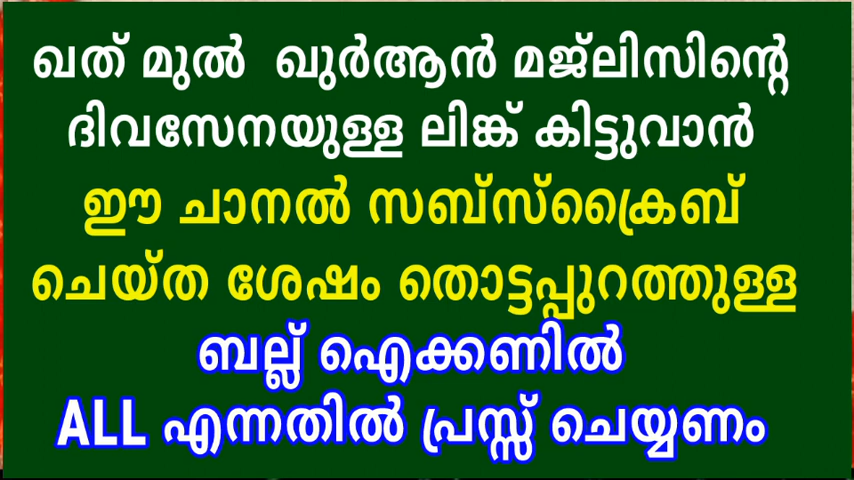 ഖത് മുൽ ഖുർആൻ മജ്ലിസിന്റെ
ദിവസേനയുള്ള ലിങ്ക് കിട്ടുവാൻ
ഈ ചാനൽ സബ്സ്ക്രൈബ്
ചെയ്ത ശേഷം തൊട്ടപ്പുറത്തുള്ള
ബല്ല് ഐക്കണിൽ
ALL എന്നതിൽ പ്രസ്സ് ചെയ്യണം